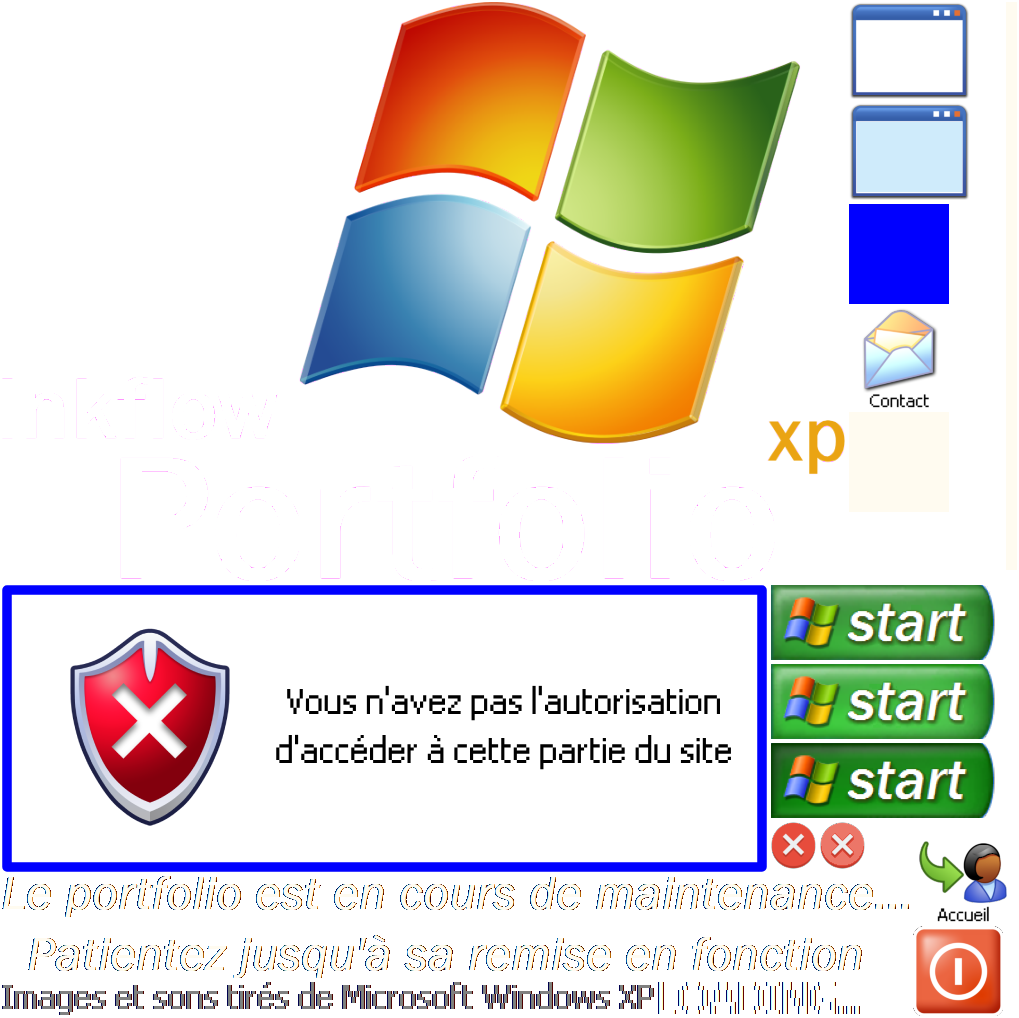 Inkflow
Portfolio
xp
Contact
Vous n'avez pas l'autorisation
d'accéder à cette partie du site
start
start
start
Le portfolio est en cours de maintenance....
Accueil
Patientez jusqu'à sa remise en fonction
Images et sons tirés de Microsoft Windows XP